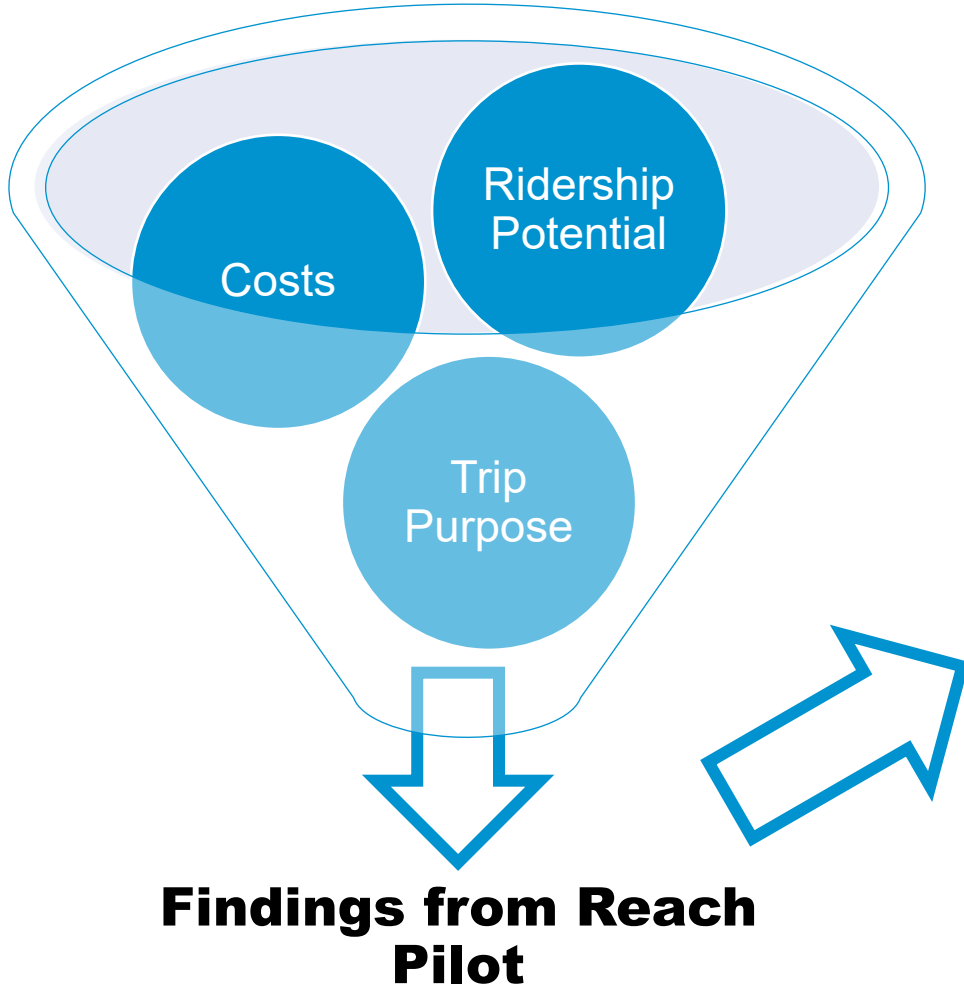 Ridership
Potential
Costs
Trip
Purpose
Findings from Reach
Pilot